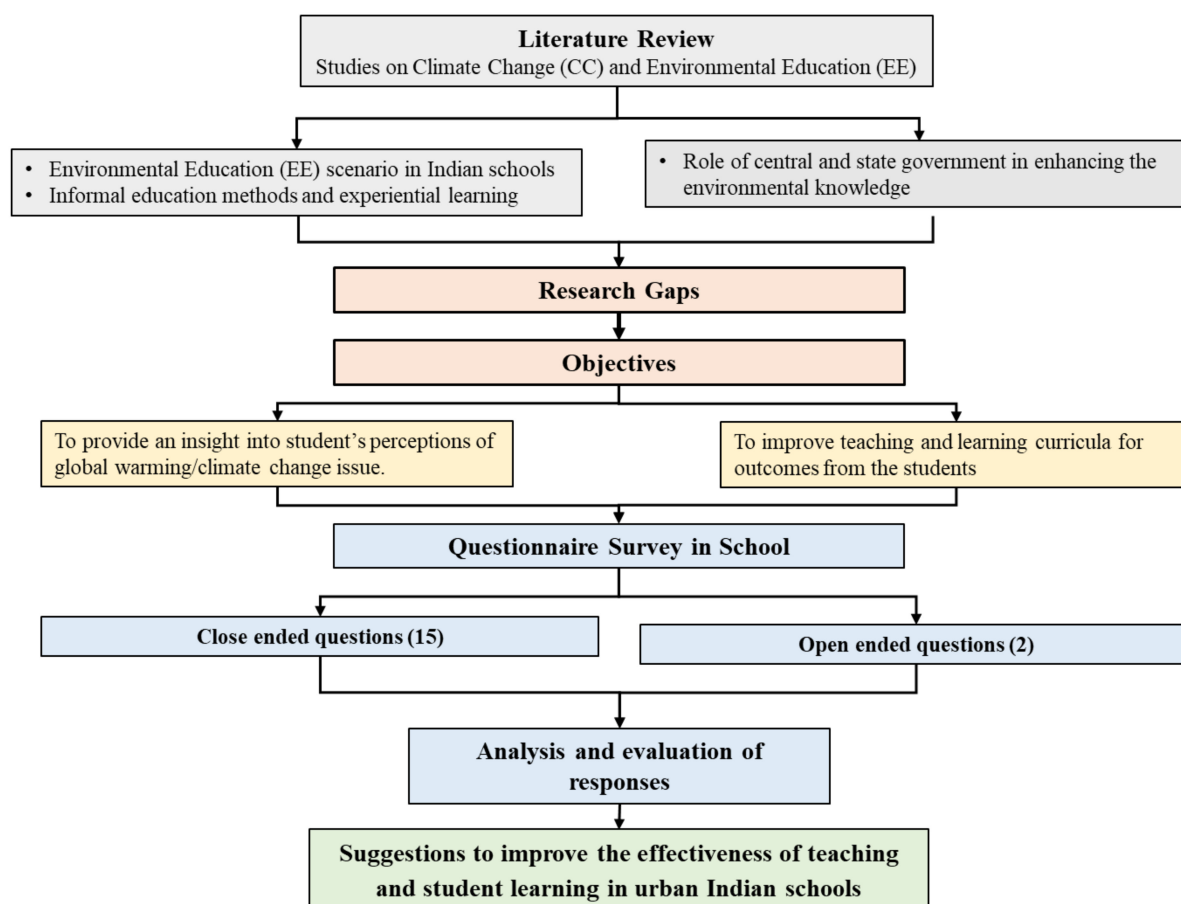 Literature Review
Studies on Climate Change (CC) and Environmental Education (EE)
• Environmental Education (EE) scenario in Indian schools
• Informal education methods and experiential learning
• Role of central and state government in enhancing the
environmental knowledge
Research Gaps
Objectives
To provide an insight into student's perceptions of
global warming/climate change issue.
To improve teaching and learning curricula for
outcomes from the students
Questionnaire Survey in School
Close ended questions (15)
Open ended questions (2)
Analysis and evaluation of
responses
Suggestions to improve the effectiveness of teaching
and student learning in urban Indian schools